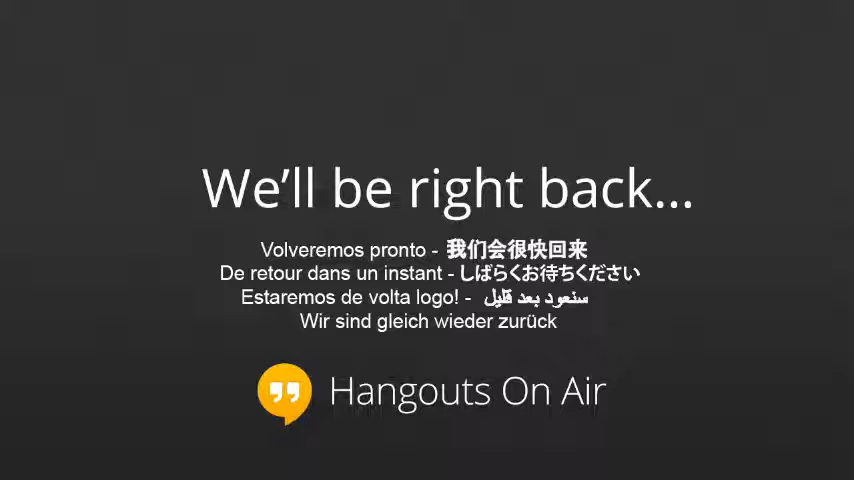 We’ll be right back...
Volveremos pronto - 我们会很快回来
De retour dans un instant - しばらくお待ちください
Estaremos de volta logo! - سنعود بعد قليل
Wir sind gleich wieder zurück
Hangouts On Air